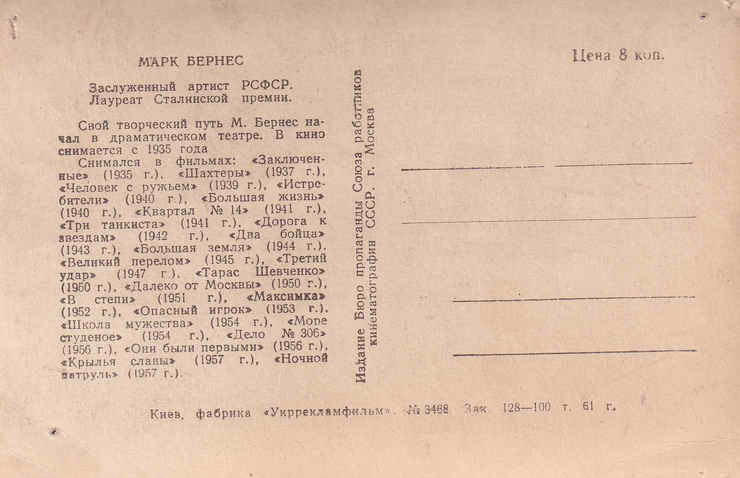 МАРК БЕРНЕС
Заслуженный артист РСФСР.
Лауреат Сталинской премии.
Свой творческий путь М. Бернес на-
чал в драматическом театре. В кино
снимается с 1935 года
Снимался в фильмах: «Заключен-
ные» (1935 г.), «Шахтеры» (1937 г.),
«Человек с ружьем» (1939 г.), «Истре-
бители» (1940 г.), «Большая жизнь»
(1940 г.), «Квартал № 14» (1941 г.),
«Три танкиста» (1941 г.), «Дорога к
звездам» (1942 г.), «Два бойца»
(1943 г.), «Большая земля» (1944 г.),
«Великий перелом» (1945 г.), «Третий
удар» (1947 г.), «Тарас Шевченко»
(1950 г.), «Далеко от Москвы» (1950 г.),
«В степи» (1951 г.), «Максимка»
(1952 г.), «Опасный игрок» (1953 г.),
«Школа мужества» (1954 г.), «Море
студеное» (1954 г.), «Дело № 306»
(1956 г.), «Они были первыми» (1956 г.),
«Крылья славы» (1957 г.), «Ночной
патруль» (1957 г.).
Издание Бюро пропаганды Союза работников
кинематографии СССР. г. Москва
Цена 8 коп.
Киев, фабрика «Укррекламфильм». № 3468 Зак. 128—100 т. 61 г.